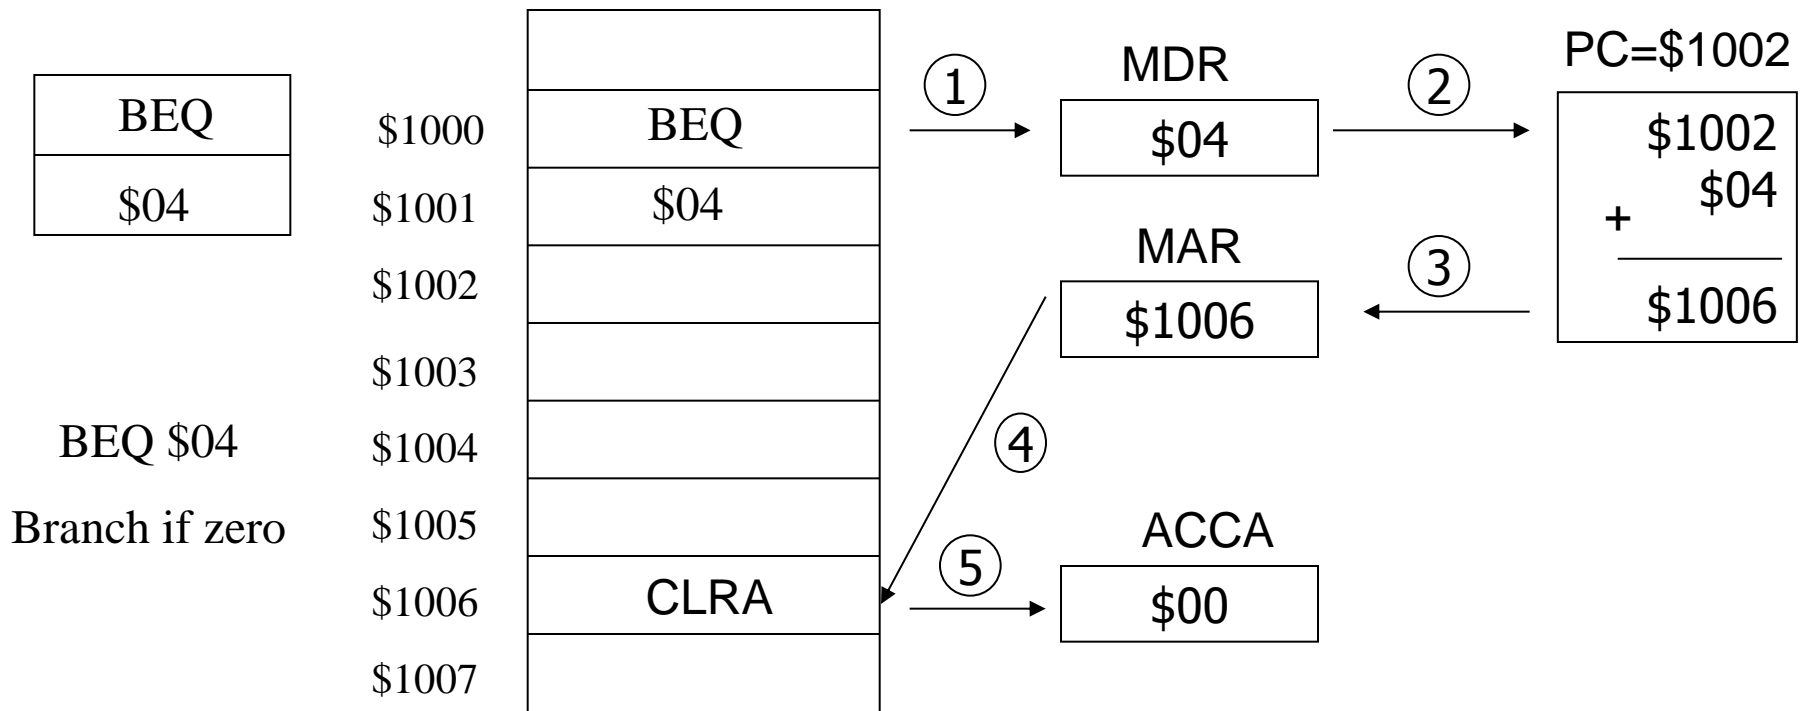 BEQ
$04
BEQ $04
Branch if zero
$1000
BEQ
$1001
$04
$1002
$1003
$1004
$1005
$1006
CLRA
$1007
1
MDR
$04
2
PC=$1002
$1002
$04
+
$1006
3
MAR
$1006
4
5
ACCA
$00